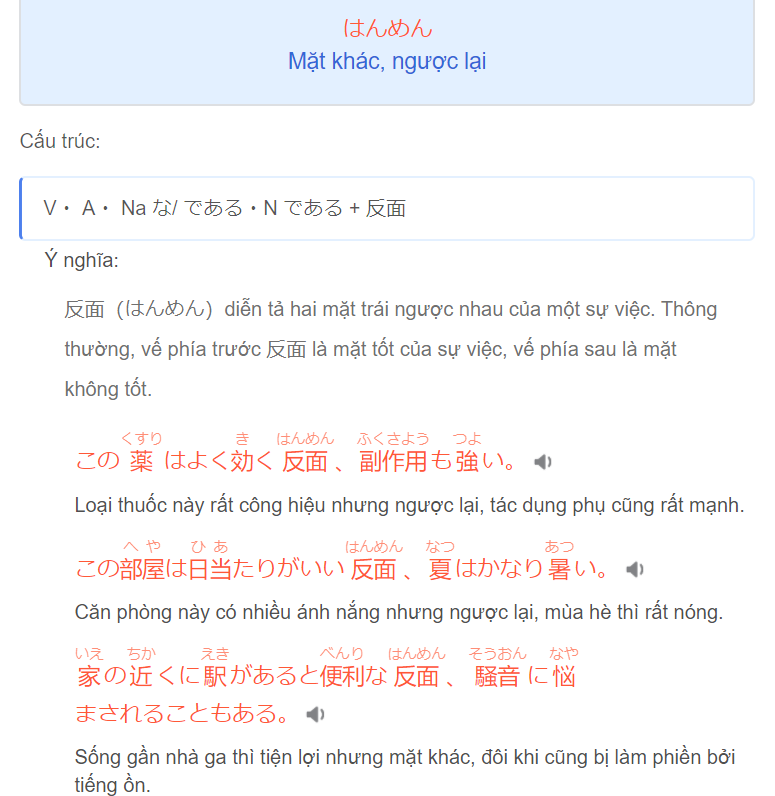 はんめん
Mặt khác, ngược lại
Cấu trúc:
V・ A・ Na な/ である・N である + 反面
Ý nghĩa:
反面（はんめん）diễn tả hai mặt trái ngược nhau của một sự việc. Thông
thường, vế phía trước 反面 là mặt tốt của sự việc, vế phía sau là mặt
không tốt.
くすり き はんめん ふくさよう つよ
この薬はよく効く反面、副作用も強い。
Loại thuốc này rất công hiệu nhưng ngược lại, tác dụng phụ cũng rất mạnh.
へや ひあ はんめん なつ あつ
この部屋は日当たりがいい反面、夏はかなり暑い。
Căn phòng này có nhiều ánh nắng nhưng ngược lại, mùa hè thì rất nóng.
いえ ちか えき べんり はんめん そうおん なや
家の近くに駅があると便利な反面、騒音に悩
まされることもある。
Sống gần nhà ga thì tiện lợi nhưng mặt khác, đôi khi cũng bị làm phiền bởi
tiếng ồn.